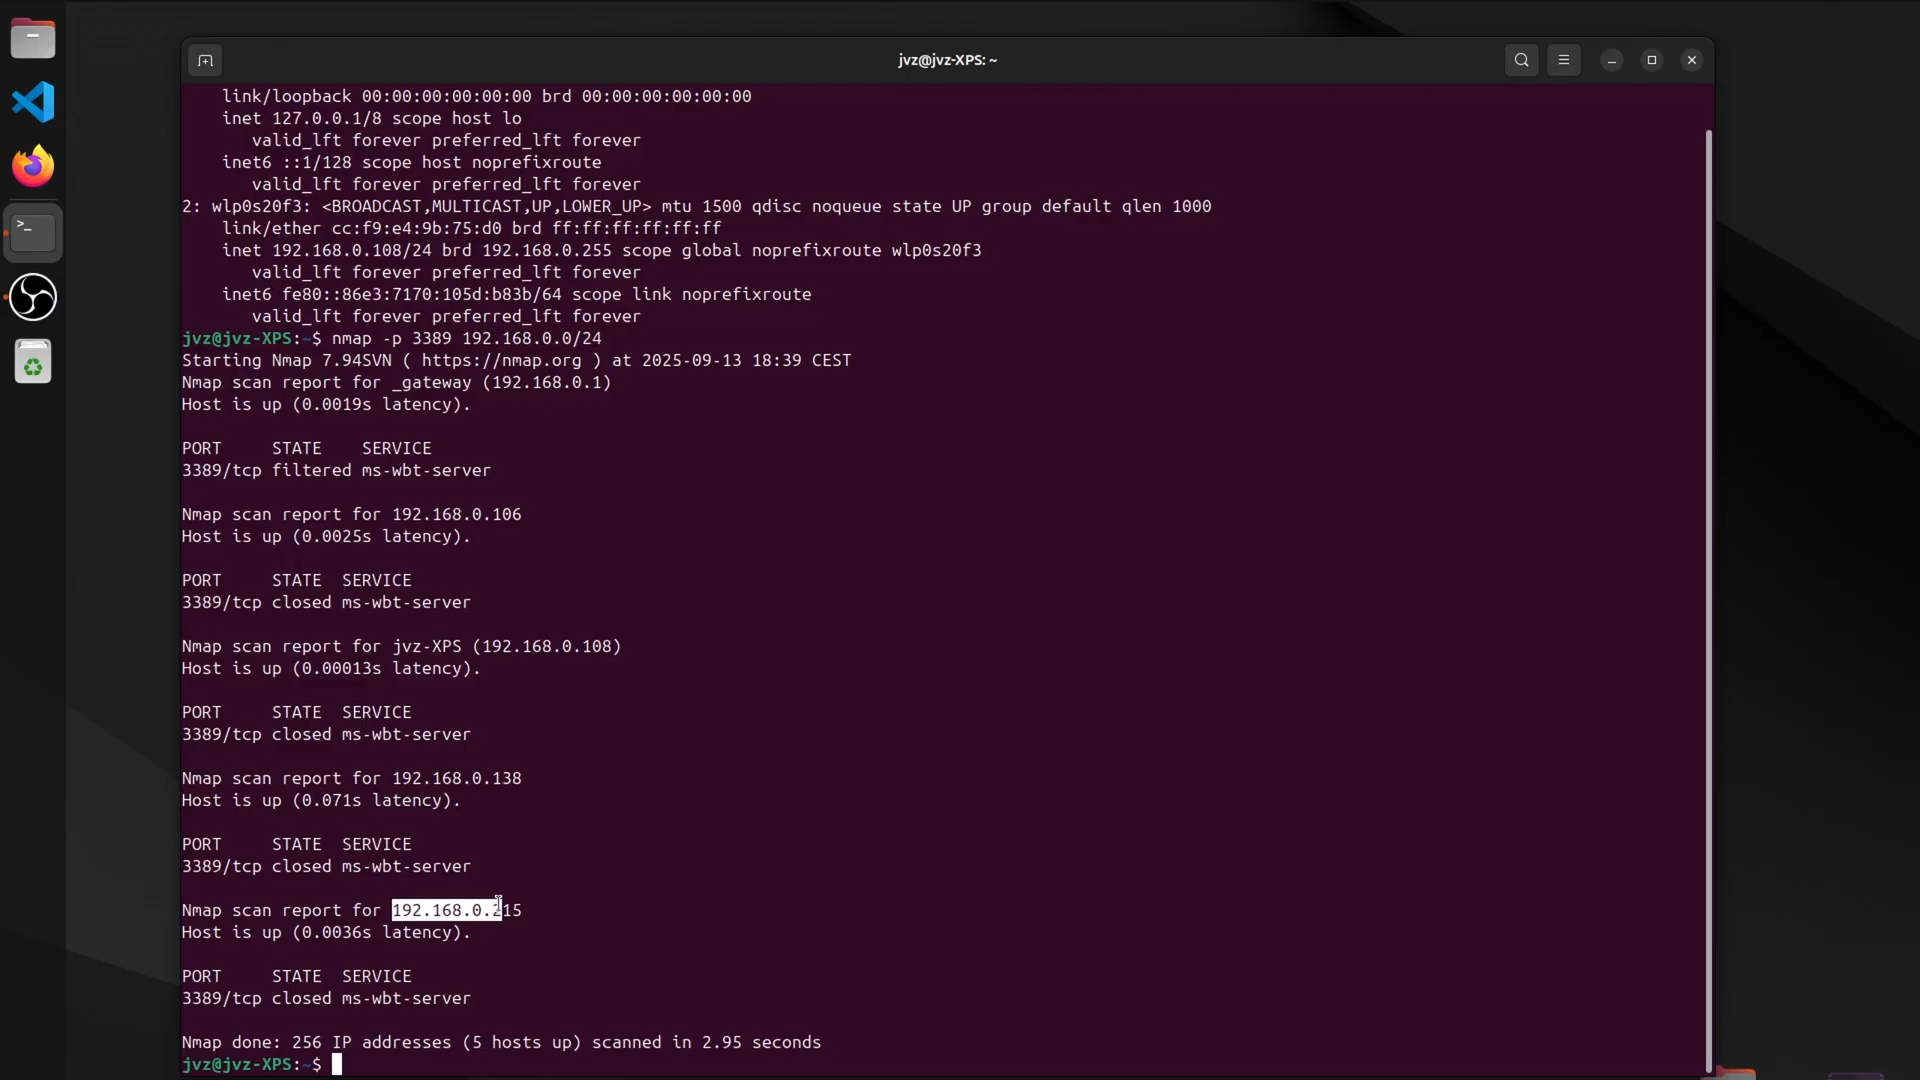 jvz@jvz-XPS: ~
link/loopback 00:00:00:00:00:00 brd 00:00:00:00:00:00
inet 127.0.0.1/8 scope host lo
valid_lft forever preferred_lft forever
inet6 ::1/128 scope host noprefixroute
valid_lft forever preferred_lft forever
2: wlp0s20f3: <BROADCAST,MULTICAST,UP,LOWER_UP> mtu 1500 qdisc noqueue state UP group default qlen 1000
link/ether cc:f9:e4:9b:75:d0 brd ff:ff:ff:ff:ff:ff
inet 192.168.0.108/24 brd 192.168.0.255 scope global noprefixroute wlp0s20f3
valid_lft forever preferred_lft forever
inet6 fe80::86e3:7170:105d:b83b/64 scope link noprefixroute
valid_lft forever preferred_lft forever
jvz@jvz-XPS:~$ nmap -p 3389 192.168.0.0/24
Starting Nmap 7.94SVN ( https://nmap.org ) at 2025-09-13 18:39 CEST
Nmap scan report for _gateway (192.168.0.1)
Host is up (0.0019s latency).
PORT     STATE    SERVICE
3389/tcp filtered ms-wbt-server
Nmap scan report for 192.168.0.106
Host is up (0.0025s latency).
PORT     STATE  SERVICE
3389/tcp closed ms-wbt-server
Nmap scan report for jvz-XPS (192.168.0.108)
Host is up (0.00013s latency).
PORT     STATE  SERVICE
3389/tcp closed ms-wbt-server
Nmap scan report for 192.168.0.138
Host is up (0.071s latency).
PORT     STATE  SERVICE
3389/tcp closed ms-wbt-server
Nmap scan report for 192.168.0.215
Host is up (0.0036s latency).
PORT     STATE  SERVICE
3389/tcp closed ms-wbt-server
Nmap done: 256 IP addresses (5 hosts up) scanned in 2.95 seconds
jvz@jvz-XPS:~$